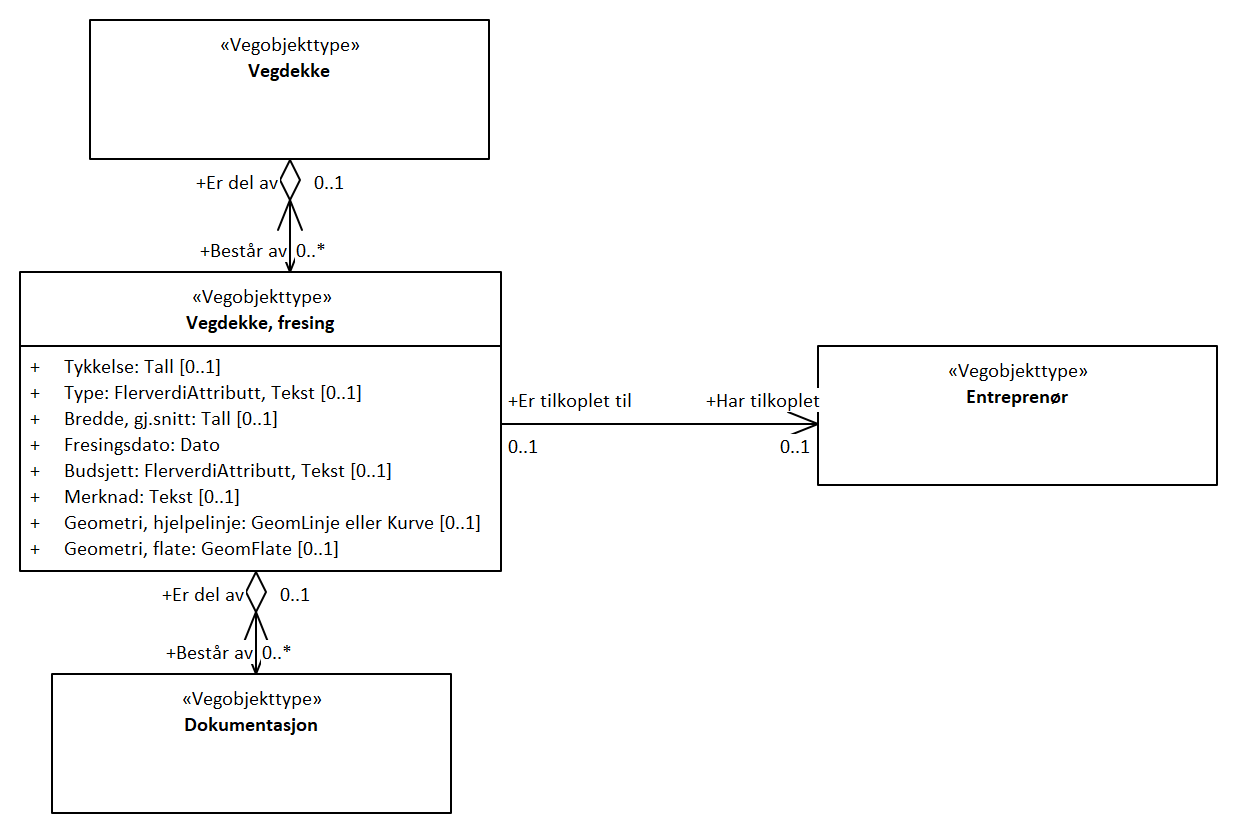 «Vegobjekttype»
Vegdekke
+Er del av 0..1
+Består av 0..*
«Vegobjekttype»
Vegdekke, fresing
+ Tykkelse: Tall [0..1]
+ Type: FlerverdiAttributt, Tekst [0..1]
+ Bredde, gj.snitt: Tall [0..1]
+ Fresingsdato: Dato
+ Budsjett: FlerverdiAttributt, Tekst [0..1]
+ Merknad: Tekst [0..1]
+ Geometri, hjelpelinje: GeomLinje eller Kurve [0..1]
+ Geometri, flate: GeomFlate [0..1]
+Er tilkoplet til +Har tilkoplet
0..1 0..1
«Vegobjekttype»
Entreprenør
+Er del av 0..1
+Består av 0..*
«Vegobjekttype»
Dokumentasjon